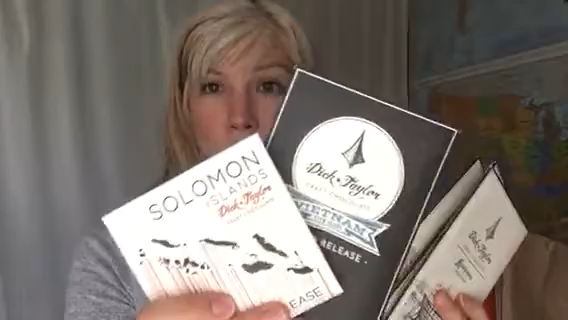 SOLOMON
ISLANDS
Dick Taylor
CRAFT CHOCOLATE
EASE
Dick Taylor
CRAFT CHOCOLATE
VIETNAM
RELEASE
Dick Taylor